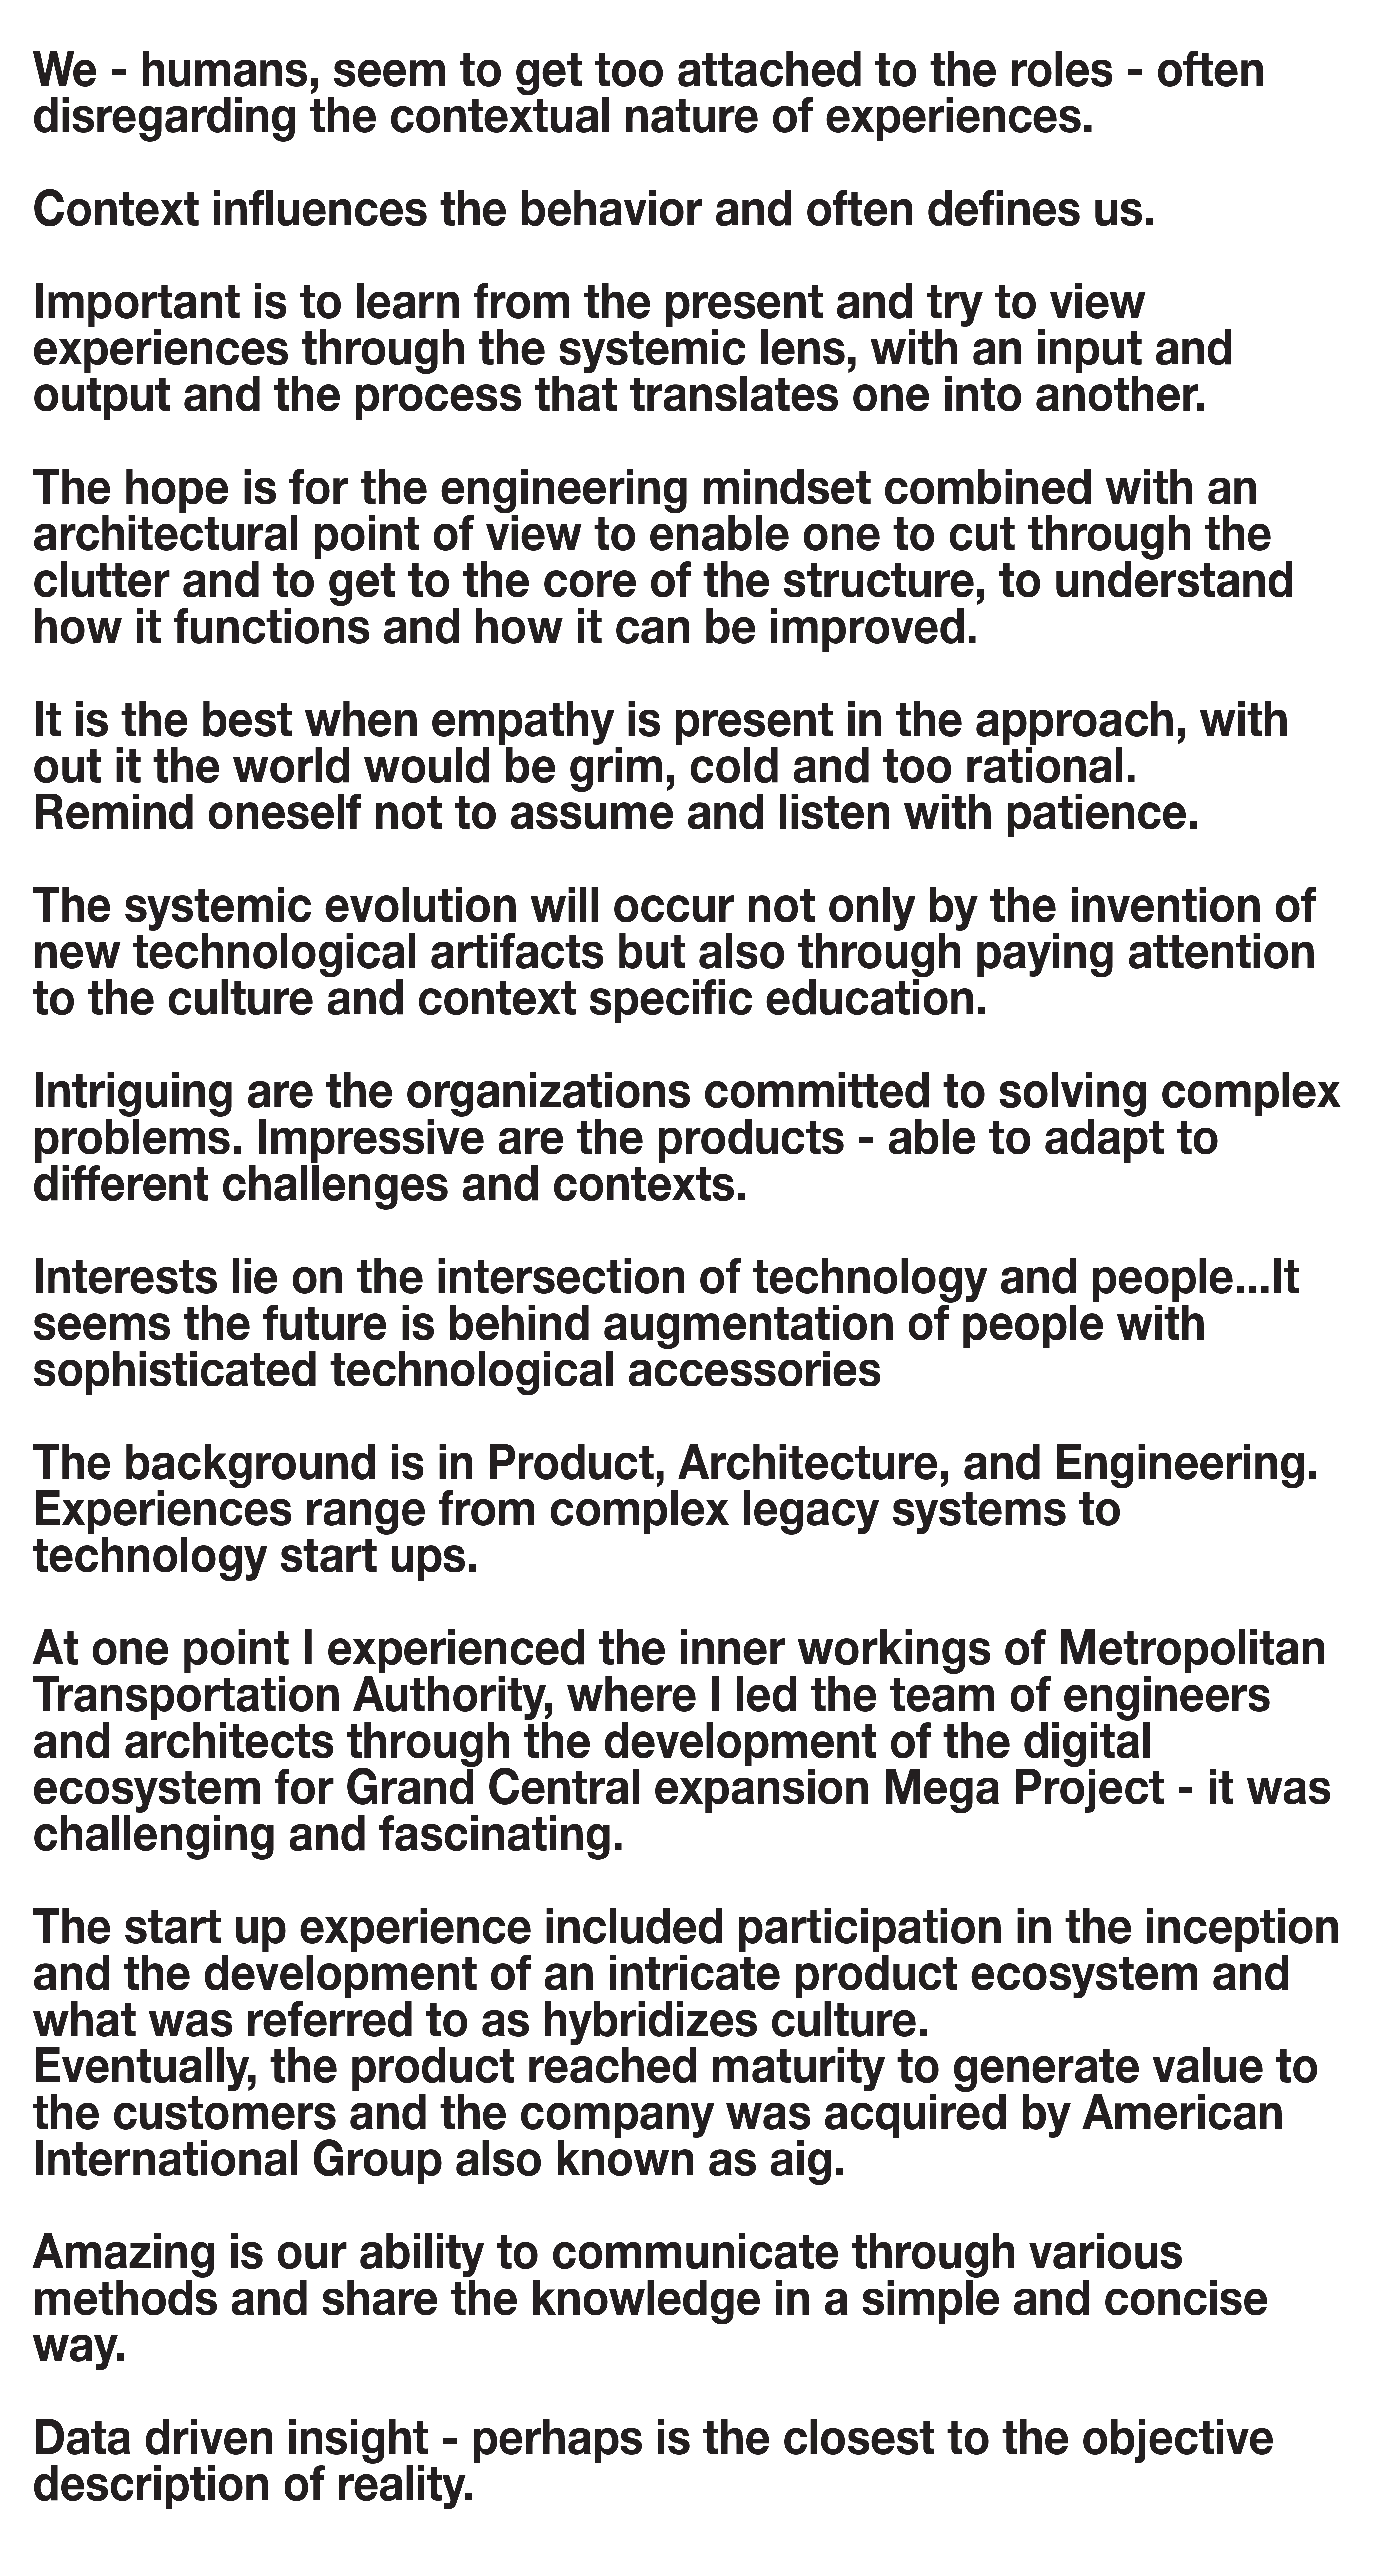 We - humans, seem to get too attached to the roles - often
disregarding the contextual nature of experiences.
Context influences the behavior and often defines us.
Important is to learn from the present and try to view
experiences through the systemic lens, with an input and
output and the process that translates one into another.
The hope is for the engineering mindset combined with an
architectural point of view to enable one to cut through the
clutter and to get to the core of the structure, to understand
how it functions and how it can be improved.
It is the best when empathy is present in the approach, with
out it the world would be grim, cold and too rational.
Remind oneself not to assume and listen with patience.
The systemic evolution will occur not only by the invention of
new technological artifacts but also through paying attention
to the culture and context specific education.
Intriguing are the organizations committed to solving complex
problems. Impressive are the products - able to adapt to
different challenges and contexts.
Interests lie on the intersection of technology and people...It
seems the future is behind augmentation of people with
sophisticated technological accessories
The background is in Product, Architecture, and Engineering.
Experiences range from complex legacy systems to
technology start ups.
At one point I experienced the inner workings of Metropolitan
Transportation Authority, where I led the team of engineers
and architects through the development of the digital
ecosystem for Grand Central expansion Mega Project - it was
challenging and fascinating.
The start up experience included participation in the inception
and the development of an intricate product ecosystem and
what was referred to as hybridizes culture.
Eventually, the product reached maturity to generate value to
the customers and the company was acquired by American
International Group also known as aig.
Amazing is our ability to communicate through various
methods and share the knowledge in a simple and concise
way.
Data driven insight - perhaps is the closest to the objective
description of reality.